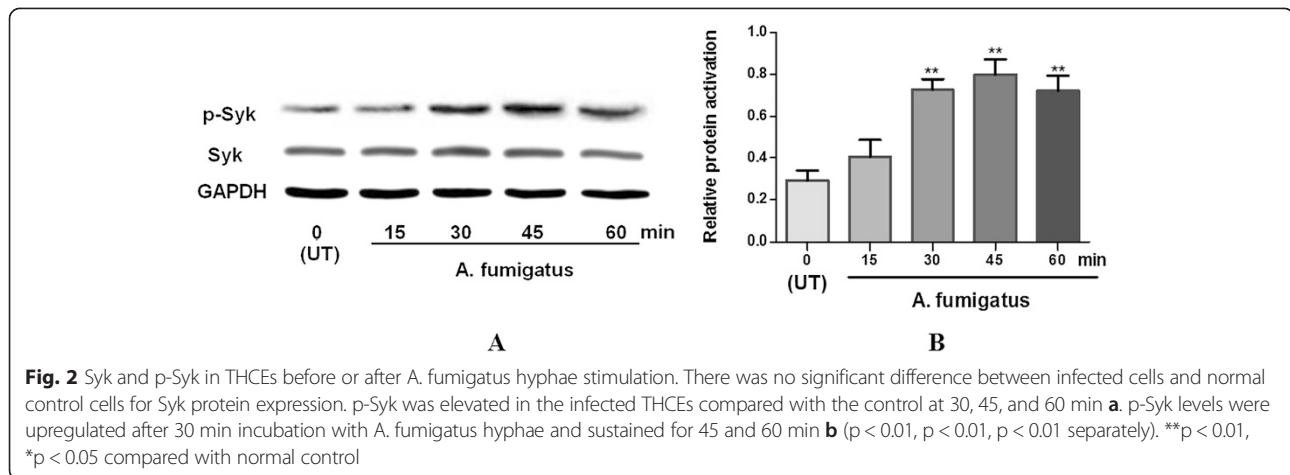 p-Syk
Syk
GAPDH
0 15 30 45 60 min
(UT)
A. fumigatus
A
Relative protein activation
1.0
0.8
0.6
0.4
0.2
0.0
** ** **
0 15 30 45 60 min
(UT)
A. fumigatus
B
Fig. 2 Syk and p-Syk in THCEs before or after A. fumigatus hyphae stimulation. There was no significant difference between infected cells and normal
control cells for Syk protein expression. p-Syk was elevated in the infected THCEs compared with the control at 30, 45, and 60 min a. p-Syk levels were
upregulated after 30 min incubation with A. fumigatus hyphae and sustained for 45 and 60 min b (p < 0.01, p < 0.01, p < 0.01 separately). **p < 0.01,
*p < 0.05 compared with normal control